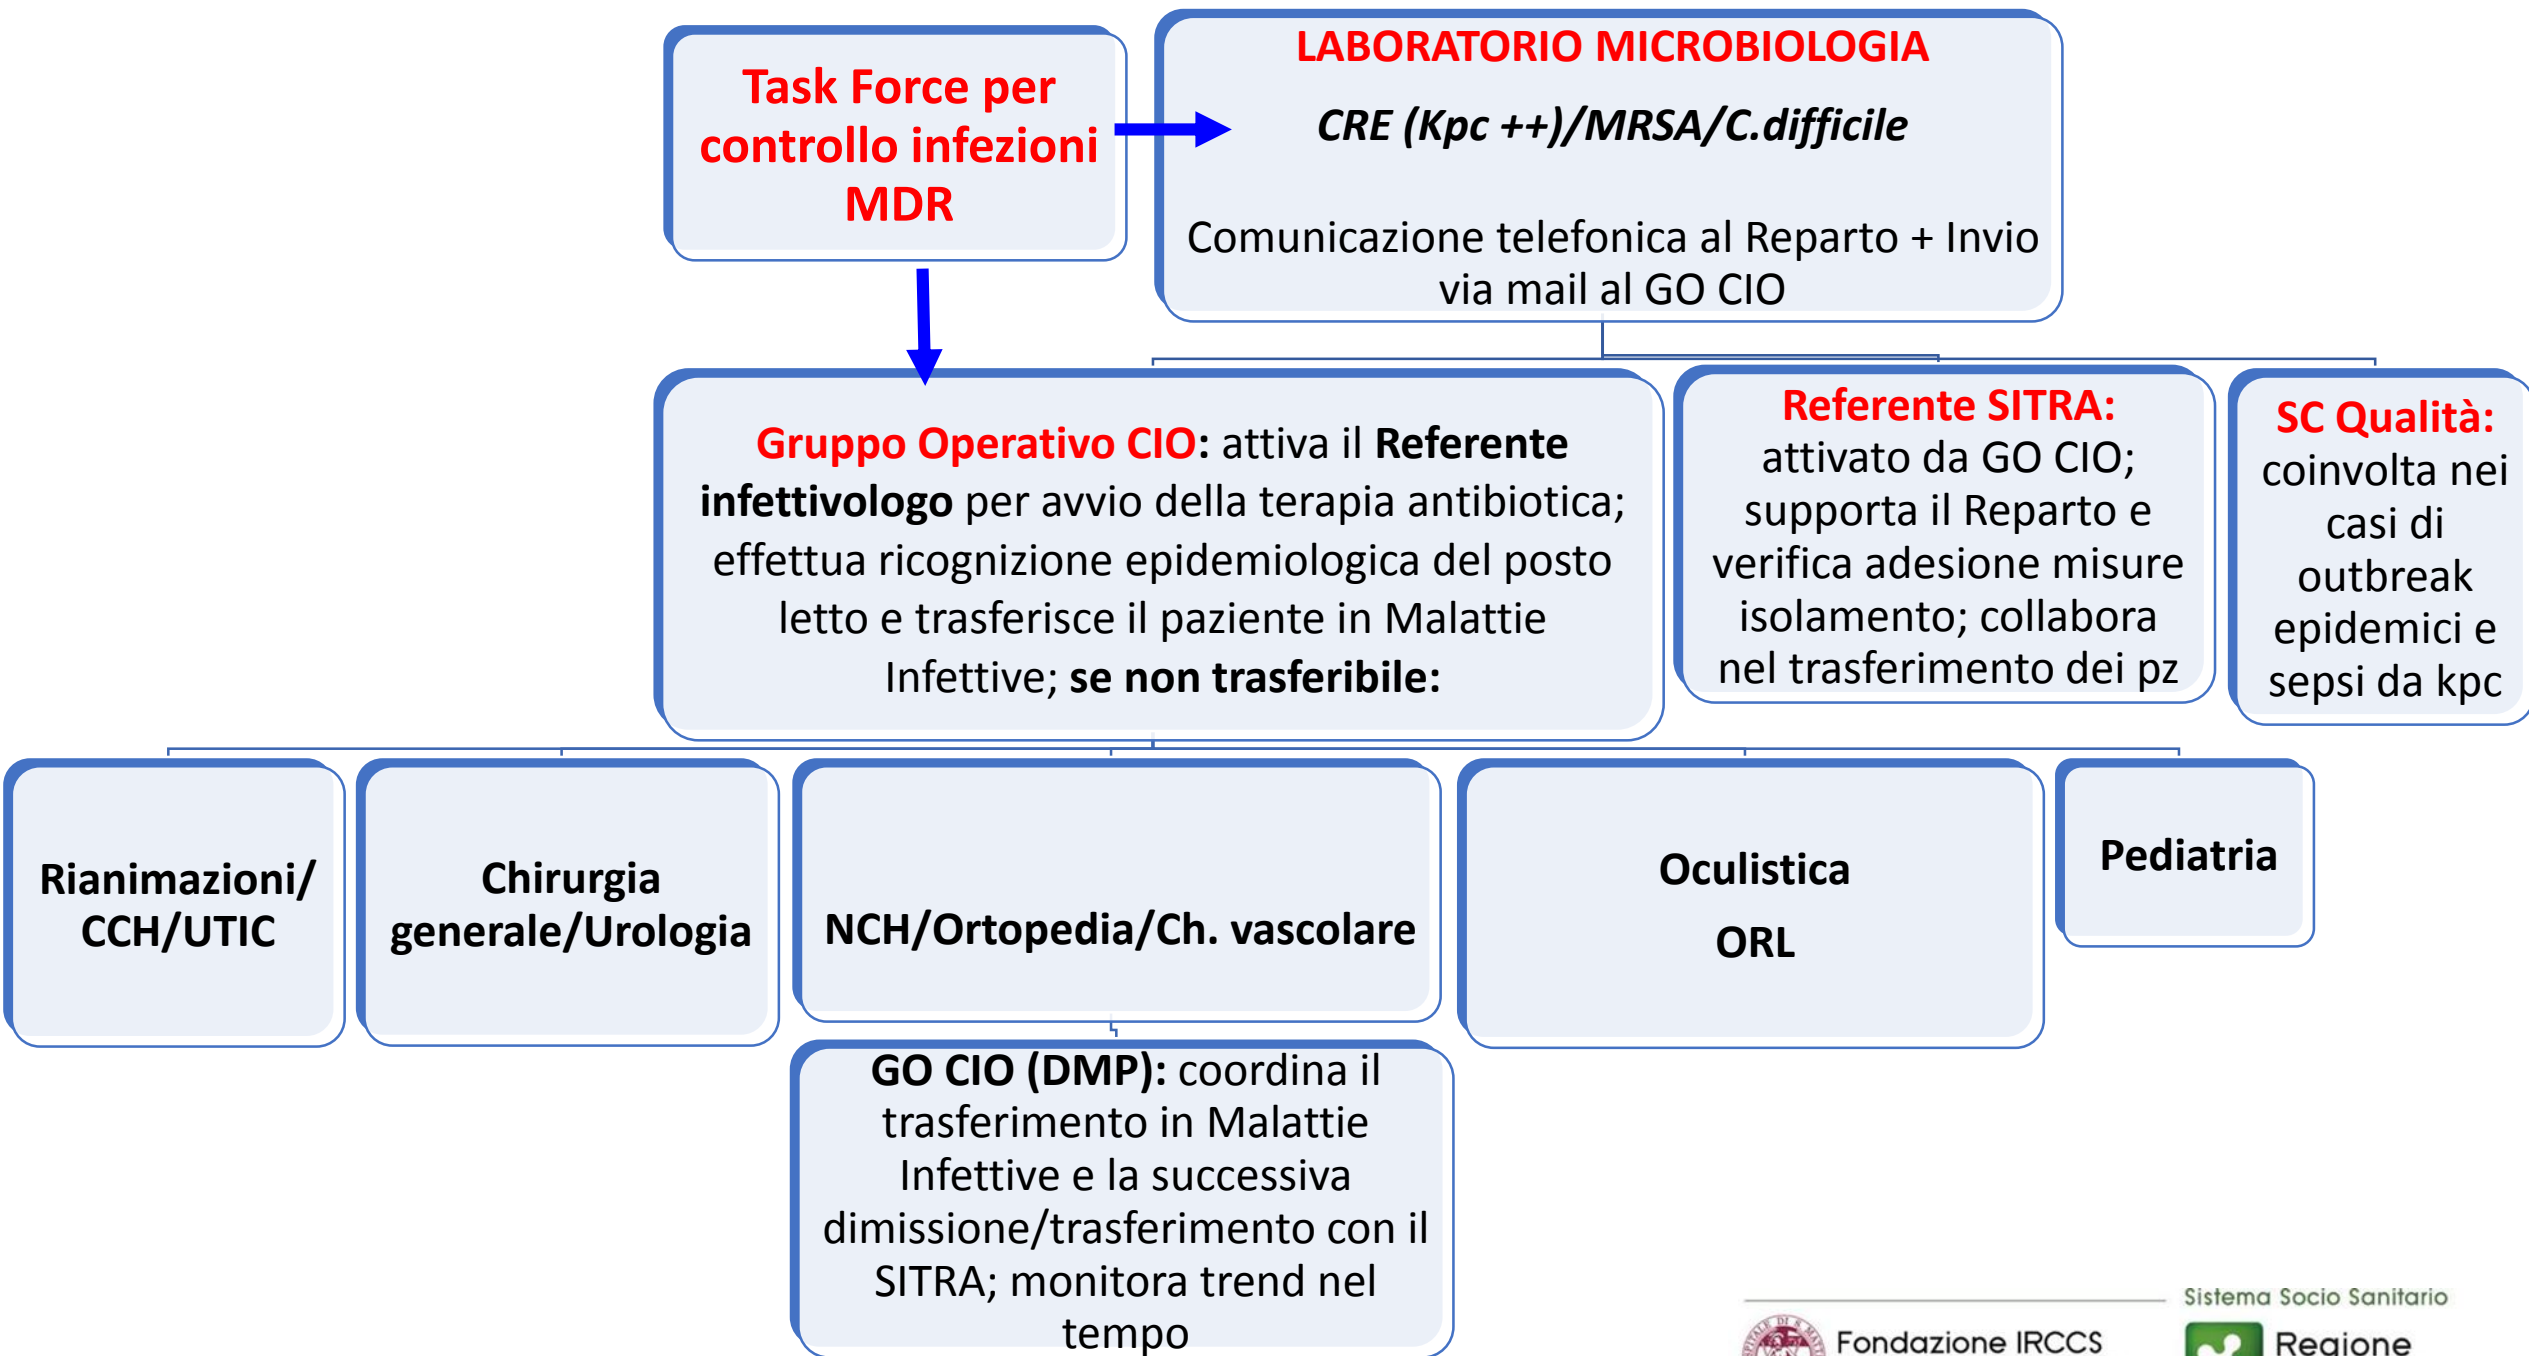 Task Force per
controllo infezioni
MDR
LABORATORIO MICROBIOLOGIA
CRE (Kpc ++)/MRSA/C.difficile
Comunicazione telefonica al Reparto + Invio
via mail al GO CIO
Gruppo Operativo CIO: attiva il Referente
infettivologo per avvio della terapia antibiotica;
effettua ricognizione epidemiologica del posto
letto e trasferisce il paziente in Malattie
Infettive; se non trasferibile:
Referente SITRA:
attivato da GO CIO;
supporta il Reparto e
verifica adesione misure
isolamento; collabora
nel trasferimento dei pz
SC Qualità:
coinvolta nei
casi di
outbreak
epidemici e
sepsi da kpc
Rianimazioni/
CCH/UTIC
Chirurgia
generale/Urologia
NCH/Ortopedia/Ch. vascolare
Oculistica
ORL
Pediatria
GO CIO (DMP): coordina il
trasferimento in Malattie
Infettive e la successiva
dimissione/trasferimento con il
SITRA; monitora trend nel
tempo
Sistema Socio Sanitario
Fondazione IRCCS
Regione